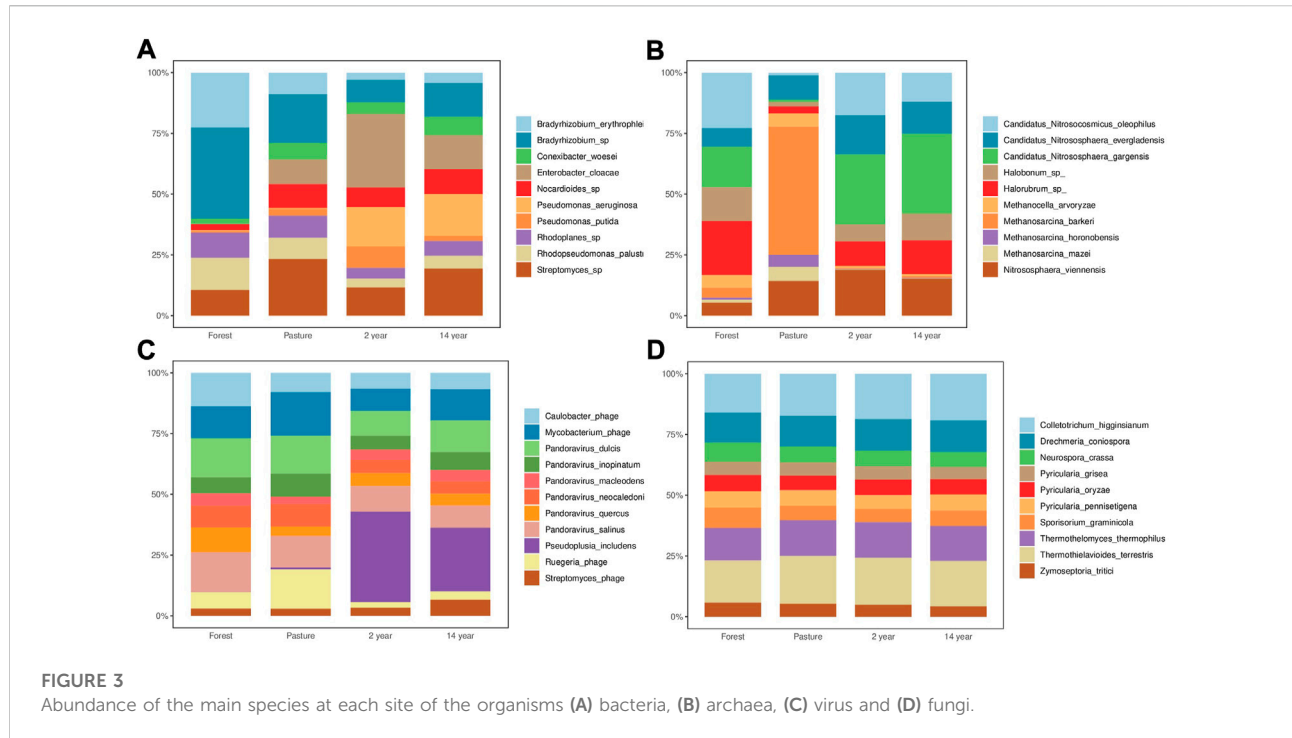 A
100%
75%
50%
25%
0%
Forest
Pasture
2 year
14 year
Bradyrhizobium_erythrophlei
Bradyrhizobium_sp
Conexibacter_woesei
Enterobacter_cloacae
Nocardioides_sp
Pseudomonas_aeruginosa
Pseudomonas_putida
Rhodoplanes_sp
Rhodopseudomonas_palust
Streptomyces_sp
B
100%
75%
50%
25%
0%
Forest
Pasture
2 year
14 year
Candidatus_Nitrosocosmicus_oleophilus
Candidatus_Nitrososphaera_evergladensis
Candidatus_Nitrososphaera_gargensis
Halobonum_sp_
Halorubrum_sp_
Methanocella_arvoryzae
Methanosarcina_barkeri
Methanosarcina_horonobensis
Methanosarcina_mazei
Nitrososphaera_viennensis
C
100%
75%
50%
25%
0%
Forest
Pasture
2 year
14 year
Caulobacter_phage
Mycobacterium_phage
Pandoravirus_dulcis
Pandoravirus_inopinatum
Pandoravirus_macleodens
Pandoravirus_neocaledoni
Pandoravirus_quercus
Pandoravirus_salinus
Pseudoplusia_includens
Ruegeria_phage
Streptomyces_phage
D
100%
75%
50%
25%
0%
Forest
Pasture
2 year
14 year
Colletotrichum_higginsianum
Drechmeria_coniospora
Neurospora_crassa
Pyricularia_grisea
Pyricularia_oryzae
Pyricularia_pennisetigena
Sporisorium_graminicola
Thermothelomyces_thermophilus
Thermothielavioides_terrestris
Zymoseptoria_tritici
FIGURE 3
Abundance of the main species at each site of the organisms (A) bacteria, (B) archaea, (C) virus and (D) fungi.